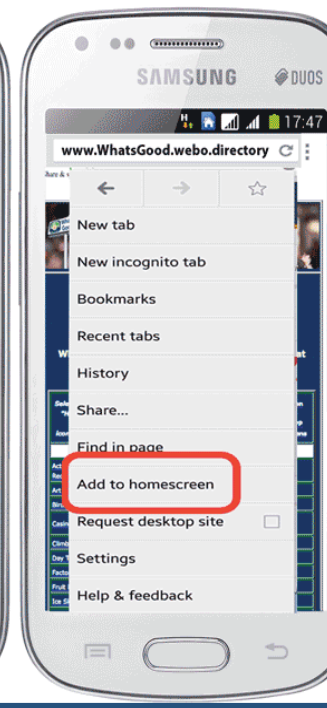 SAMSUNG DUOS
H 17:47
www.WhatsGood.webo.directory
New tab
New incognito tab
Bookmarks
Recent tabs
History
Share...
Find in page
Add to homescreen
Request desktop site
Settings
Help & feedback